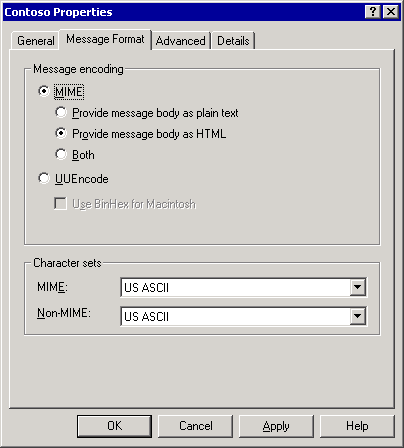 Contoso Properties
General Message Format Advanced Details
Message encoding
MIME
Provide message body as plain text
Provide message body as HTML
Both
UUEncode
Use BinHex for Macintosh
Character sets
MIME: US ASCII
Non-MIME: US ASCII
OK Cancel Apply Help